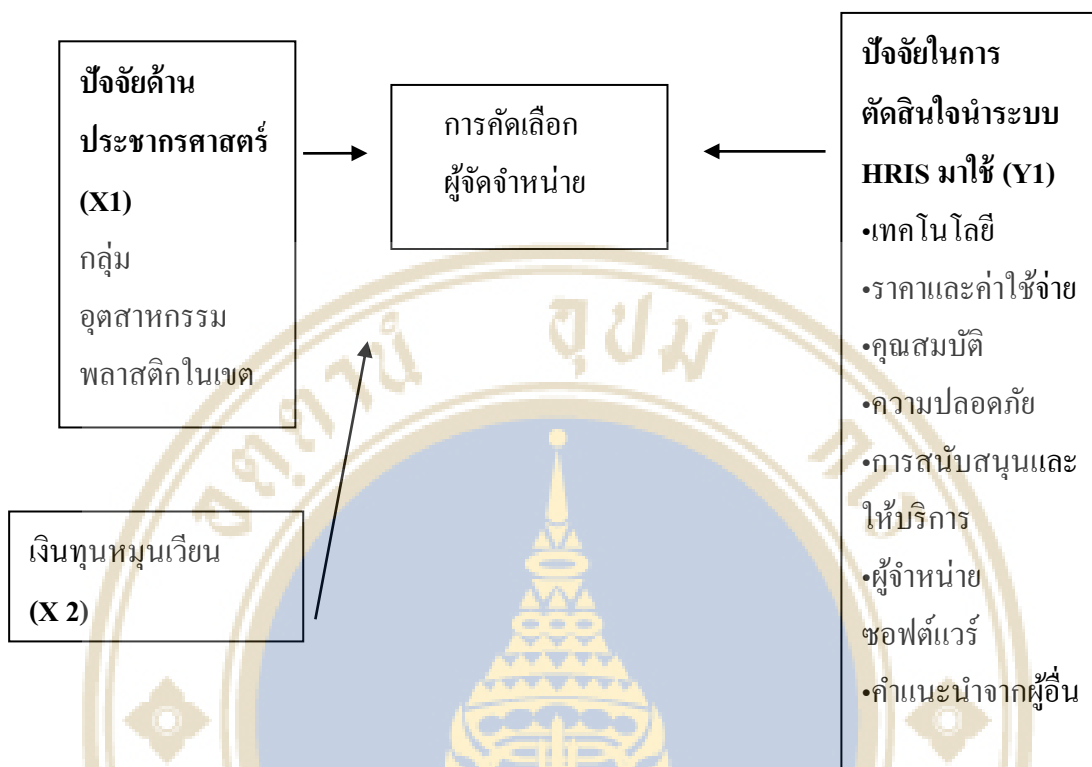 ปัจจัยด้าน
ประชากรศาสตร์
(X1)
กลุ่ม
อุตสาหกรรม
พลาสติกในเขต
การคัดเลือก
ผู้จัดจำหน่าย
ปัจจัยในการ
ตัดสินใจนำระบบ
HRIS มาใช้ (Y1)
•เทคโนโลยี
•ราคาและค่าใช้จ่าย
•คุณสมบัติ
•ความปลอดภัย
•การสนับสนุนและ
ให้บริการ
•ผู้จำหน่าย
ซอฟต์แวร์
•คำแนะนำจากผู้อื่น
เงินทุนหมุนเวียน
(X 2)
อุปมํ